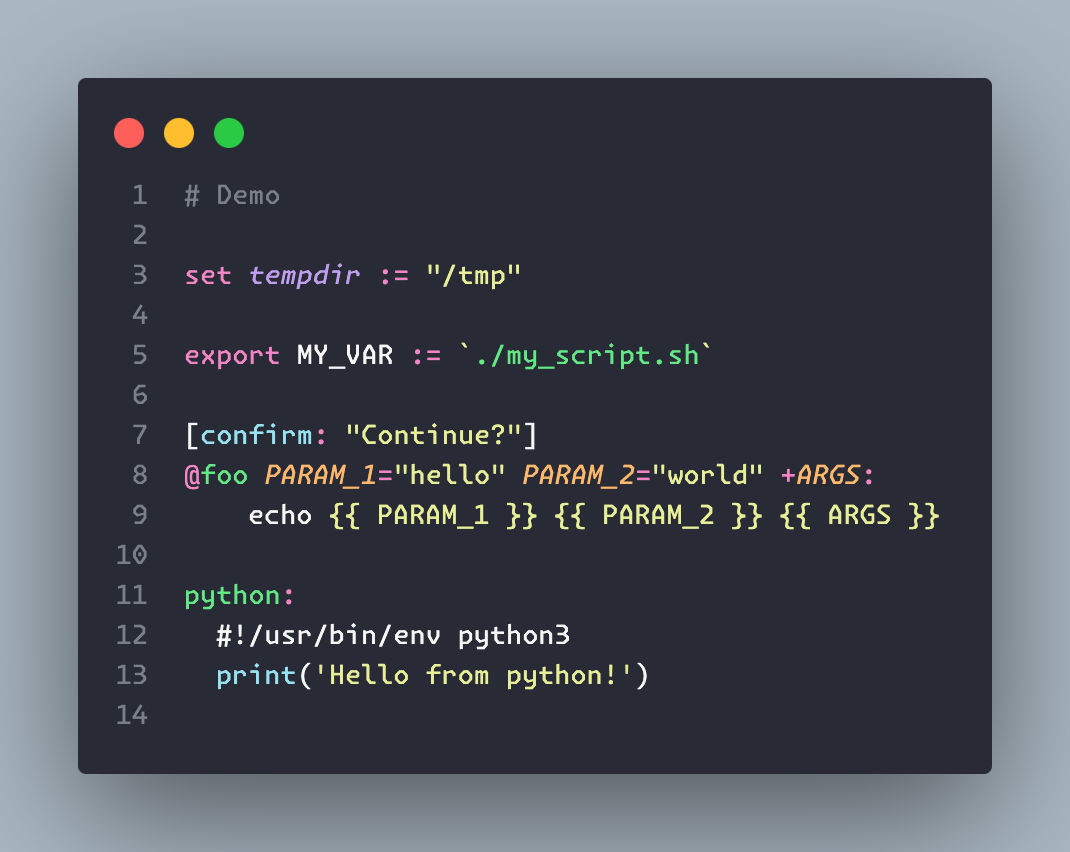 1 # Demo
2
3 set tempdir := "/tmp"
4
5 export MY_VAR := `./my_script.sh`
6
7 [confirm: "Continue?"]
8 @foo PARAM_1="hello" PARAM_2="world" +ARGS:
9     echo {{ PARAM_1 }} {{ PARAM_2 }} {{ ARGS }}
10
11 python:
12   #!/usr/bin/env python3
13   print('Hello from python!')
14